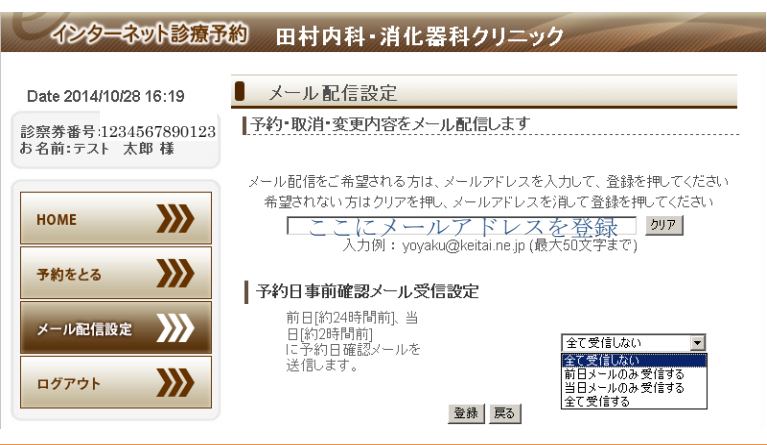 インターネット診療予約 田村内科・消化器科クリニック
Date 2014/10/28 16:19
診察券番号:1234567890123
お名前:テスト 太郎 様
HOME
予約をとる
メール配信設定
ログアウト
メール配信設定
予約・取消・変更内容をメール配信します
メール配信をご希望される方は、メールアドレスを入力して、登録を押してください
希望されない方はクリアを押し、メールアドレスを消して登録を押してください
ここにメールアドレスを登録 クリア
入力例： yoyaku@keitai.ne.jp (最大50文字まで)
予約日事前確認メール受信設定
前日[約24時間前]、当
日[約2時間前]
に予約日確認メールを
送信します。
全て受信しない
全て受信しない
前日メールのみ受信する
当日メールのみ受信する
全て受信する
登録 戻る